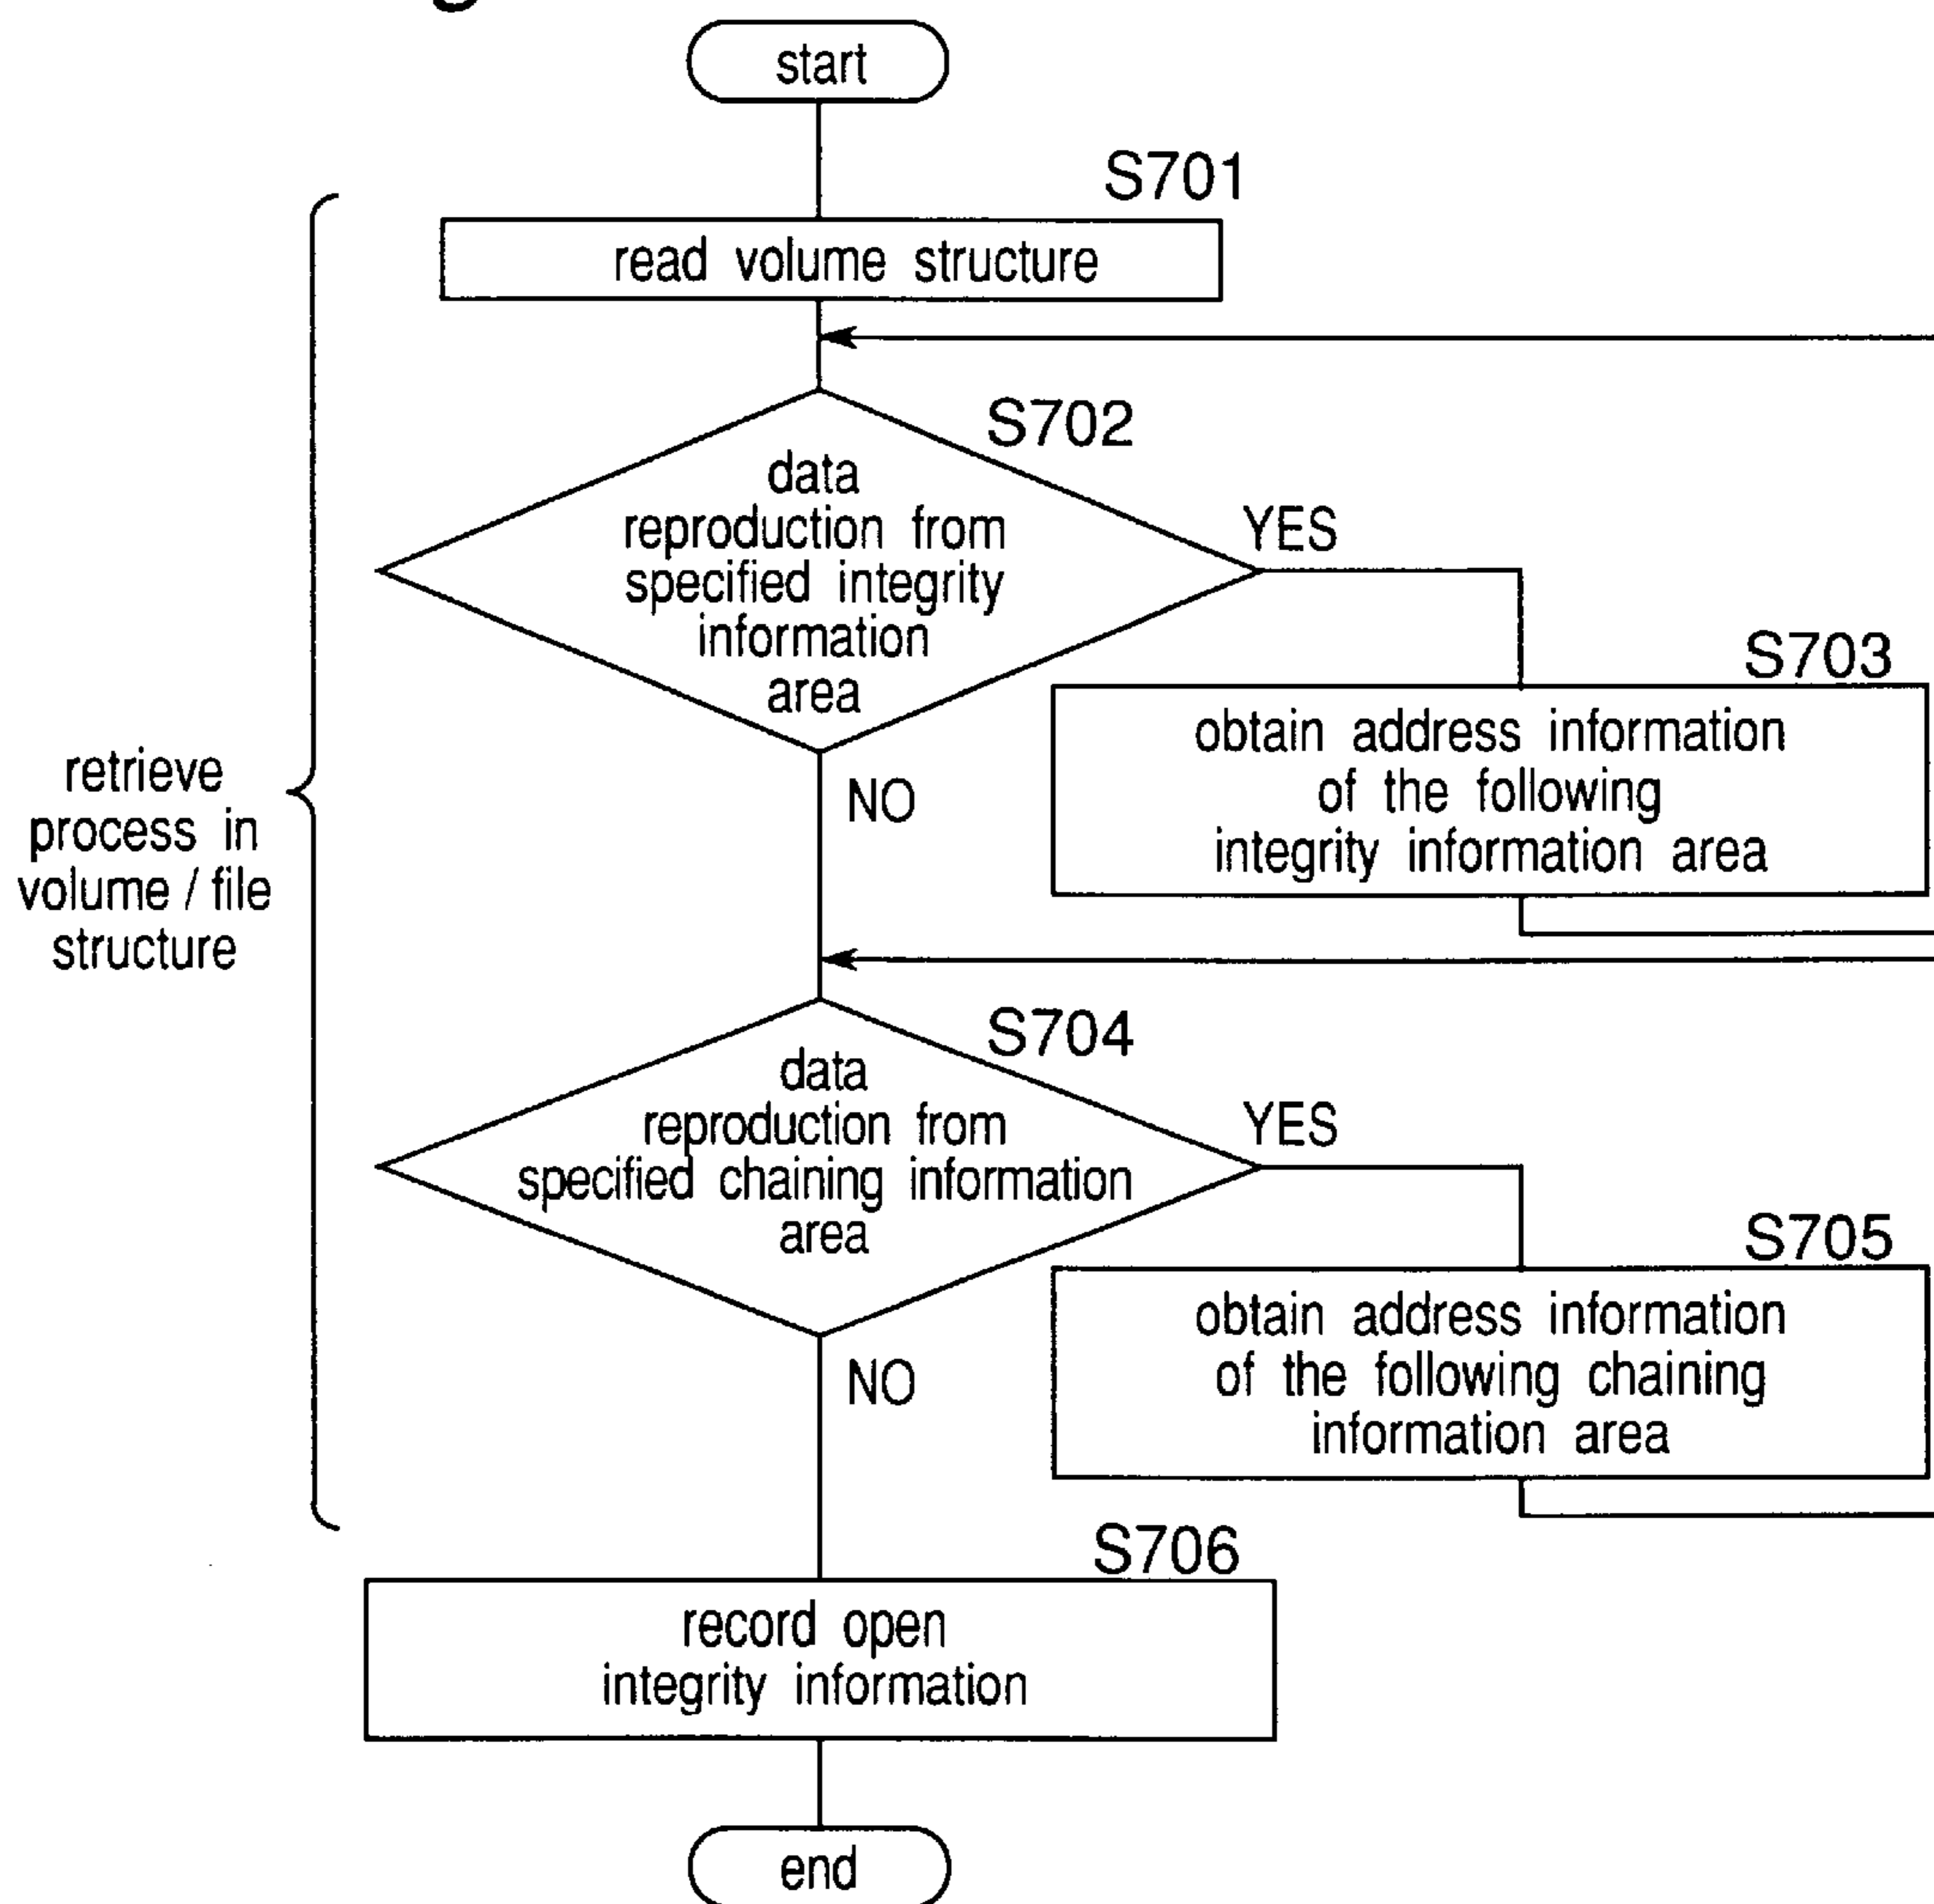 start
S701
read volume structure
S702
data
reproduction from
specified integrity
information
area
YES
NO
S703
obtain address information
of the following
integrity information area
retrieve
process in
volume / file
structure
S704
data
reproduction from
specified chaining information
area
YES
NO
S705
obtain address information
of the following chaining
information area
S706
record open
integrity information
end